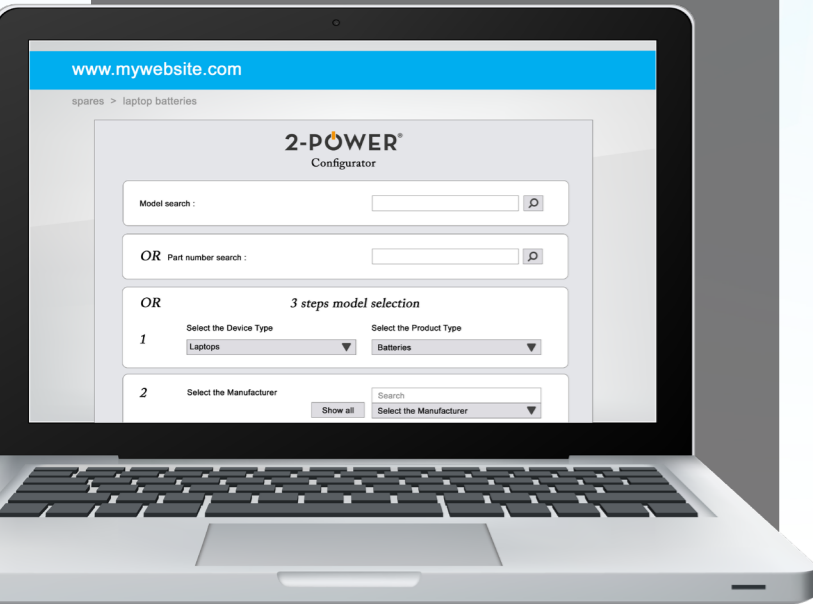 www.mywebsite.com
spares > laptop batteries
2-POWER®
Configurator
Model search :
OR Part number search :
OR 3 steps model selection
Select the Device Type Select the Product Type
1 Laptops Batteries
2 Select the Manufacturer Search
Show all Select the Manufacturer